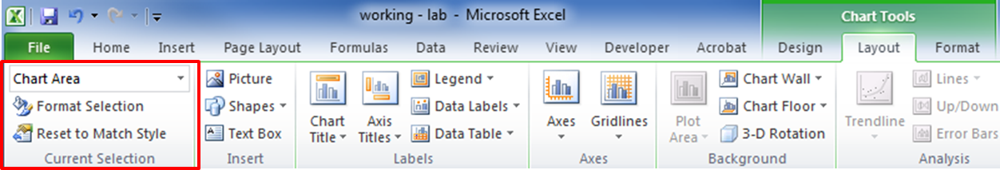 working - lab - Microsoft Excel
Chart Tools
File Home Insert Page Layout Formulas Data Review View Developer Acrobat Design Layout Format
Chart Area
Format Selection
Reset to Match Style
Current Selection
Picture
Shapes
Text Box
Insert
Chart
Title
Axis
Titles
Legend
Data Labels
Data Table
Labels
Axes
Gridlines
Axes
Plot
Area
Chart Wall
Chart Floor
3-D Rotation
Background
Trendline
Lines
Up/Down
Error Bars
Analysis